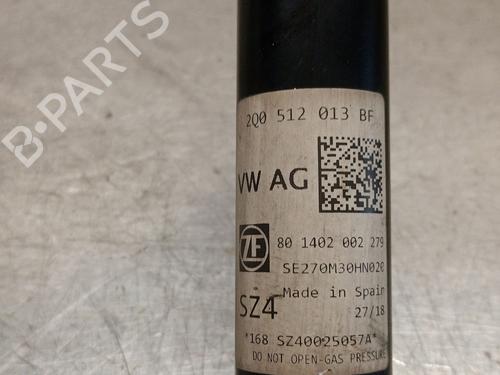 B-PARTS
2Q0 512 013 BF
VW AG
ZF
80 1402 002 279
SE270M30HN020
SZ4
Made in Spain
27/18
*168 SZ40025057A*
DO NOT OPEN-GAS PRESSURE